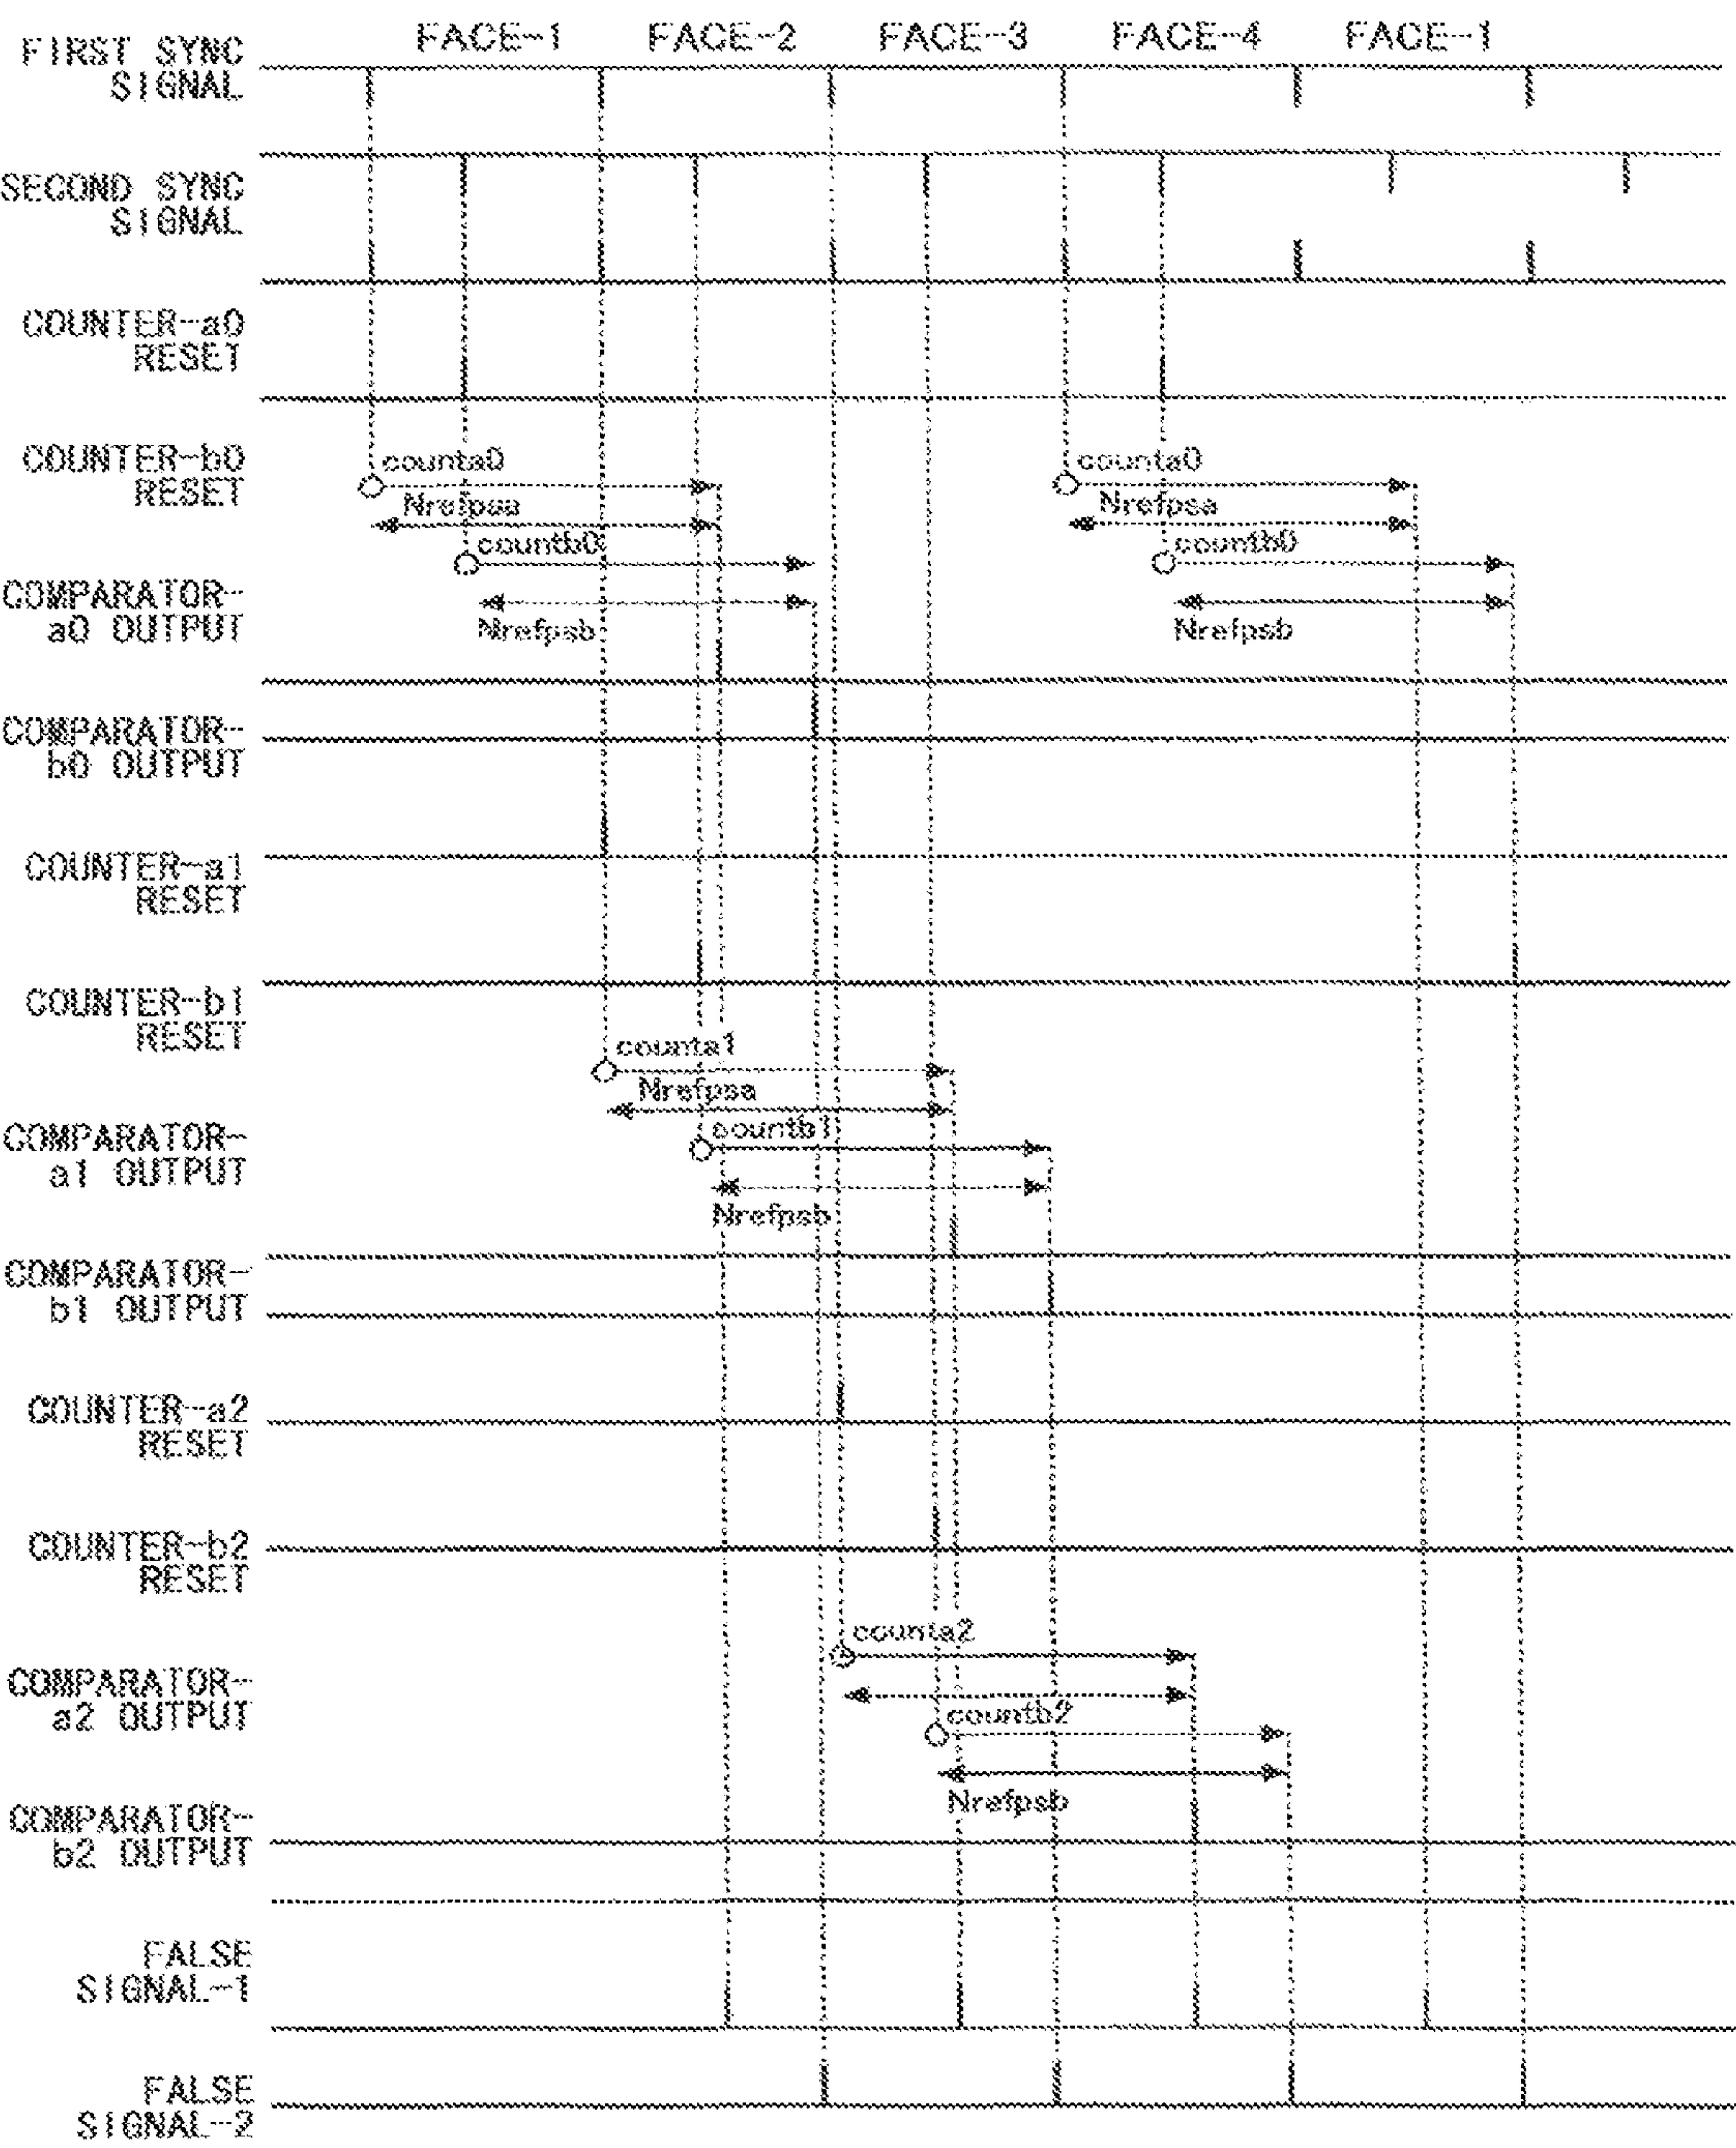 FACE-1 FACE-2 FACE-3 FACE-4 FACE-1
FIRST SYNC
SIGNAL
SECOND SYNC
SIGNAL
COUNTER-a0
RESET
COUNTER-b0
RESET
counta0 counta0
Nrefpsa Nrefpsa
countb0 countb0
COMPARATOR-
a0 OUTPUT
Nrefpsb Nrefpsb
COMPARATOR-
b0 OUTPUT
COUNTER-a1
RESET
COUNTER-b1
RESET
counta1
Nrefpsa
countb1
COMPARATOR-
a1 OUTPUT
Nrefpsb
COMPARATOR-
b1 OUTPUT
COUNTER-a2
RESET
COUNTER-b2
RESET
counta2
COMPARATOR-
a2 OUTPUT
countb2
Nrefpsb
COMPARATOR-
b2 OUTPUT
FALSE
SIGNAL-1
FALSE
SIGNAL-2